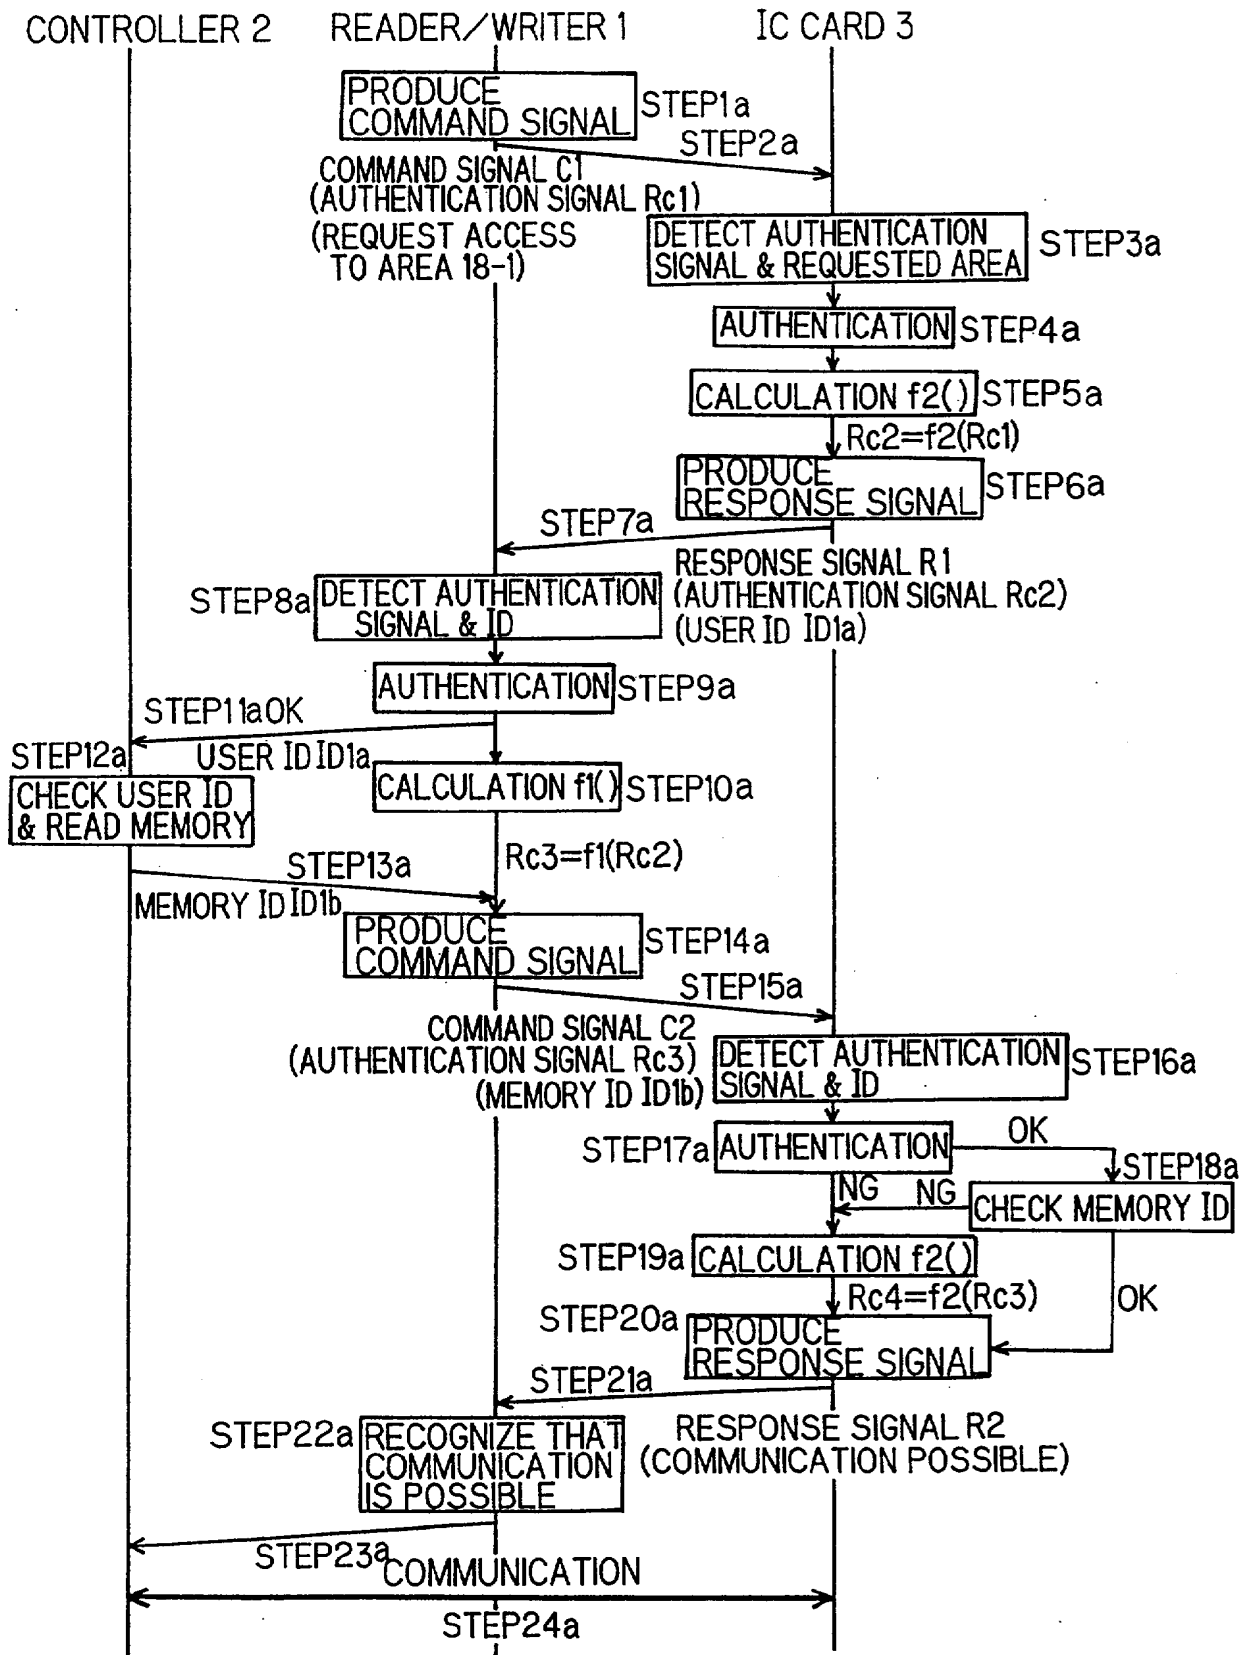 CONTROLLER 2
READER/WRITER 1
IC CARD 3
PRODUCE
COMMAND SIGNAL
STEP1a
STEP2a
COMMAND SIGNAL C1
(AUTHENTICATION SIGNAL Rc1)
(REQUEST ACCESS
TO AREA 18-1)
DETECT AUTHENTICATION
SIGNAL & REQUESTED AREA
STEP3a
AUTHENTICATION
STEP4a
CALCULATION f2()
STEP5a
Rc2=f2(Rc1)
PRODUCE
RESPONSE SIGNAL
STEP6a
STEP7a
RESPONSE SIGNAL R1
(AUTHENTICATION SIGNAL Rc2)
(USER ID ID1a)
STEP8a
DETECT AUTHENTICATION
SIGNAL & ID
AUTHENTICATION
STEP9a
STEP11a OK
USER ID ID1a
STEP12a
CHECK USER ID
& READ MEMORY
CALCULATION f1()
STEP10a
Rc3=f1(Rc2)
STEP13a
MEMORY ID ID1b
PRODUCE
COMMAND SIGNAL
STEP14a
STEP15a
COMMAND SIGNAL C2
(AUTHENTICATION SIGNAL Rc3)
(MEMORY ID ID1b)
DETECT AUTHENTICATION
SIGNAL & ID
STEP16a
STEP17a
AUTHENTICATION
OK
STEP18a
NG
NG
CHECK MEMORY ID
STEP19a
CALCULATION f2()
Rc4=f2(Rc3)
OK
STEP20a
PRODUCE
RESPONSE SIGNAL
STEP21a
RESPONSE SIGNAL R2
(COMMUNICATION POSSIBLE)
STEP22a
RECOGNIZE THAT
COMMUNICATION
IS POSSIBLE
STEP23a
COMMUNICATION
STEP24a